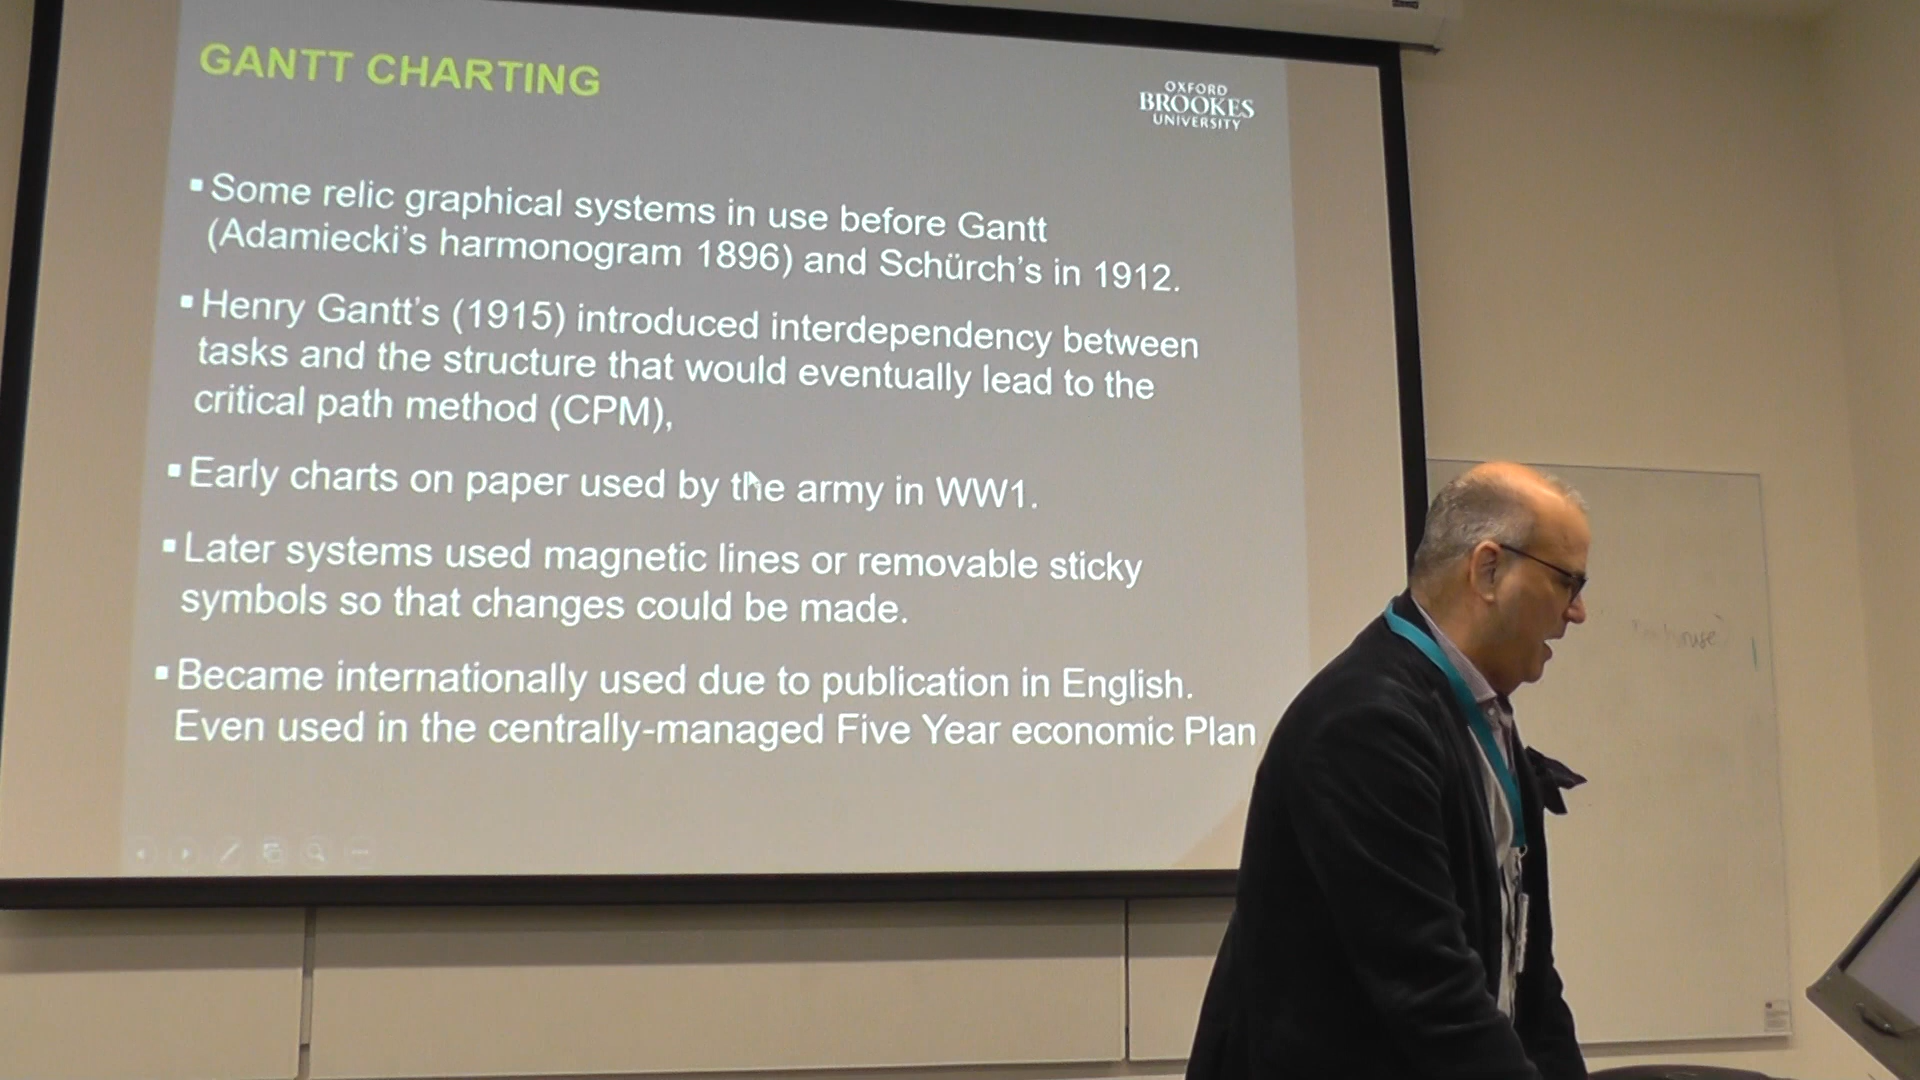 GANTT CHARTING
OXFORD
BROOKES
UNIVERSITY
▪ Some relic graphical systems in use before Gantt
(Adamiecki's harmonogram 1896) and Schürch's in 1912.
▪ Henry Gantt's (1915) introduced interdependency between
tasks and the structure that would eventually lead to the
critical path method (CPM),
▪ Early charts on paper used by the army in WW1.
▪ Later systems used magnetic lines or removable sticky
symbols so that changes could be made.
▪ Became internationally used due to publication in English.
Even used in the centrally-managed Five Year economic Plan